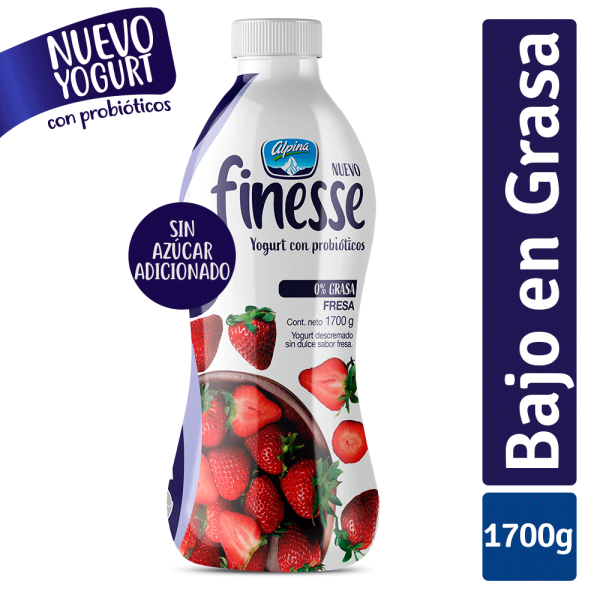 NUEVO
YOGURT
con probióticos
Alpina
NUEVO
finesse
Yogurt con probióticos
SIN
AZÚCAR
ADICIONADO
0% GRASA
FRESA
Cont. neto 1700 g
Yogurt descremado
sin dulce sabor fresa.
Bajo en Grasa
1700g